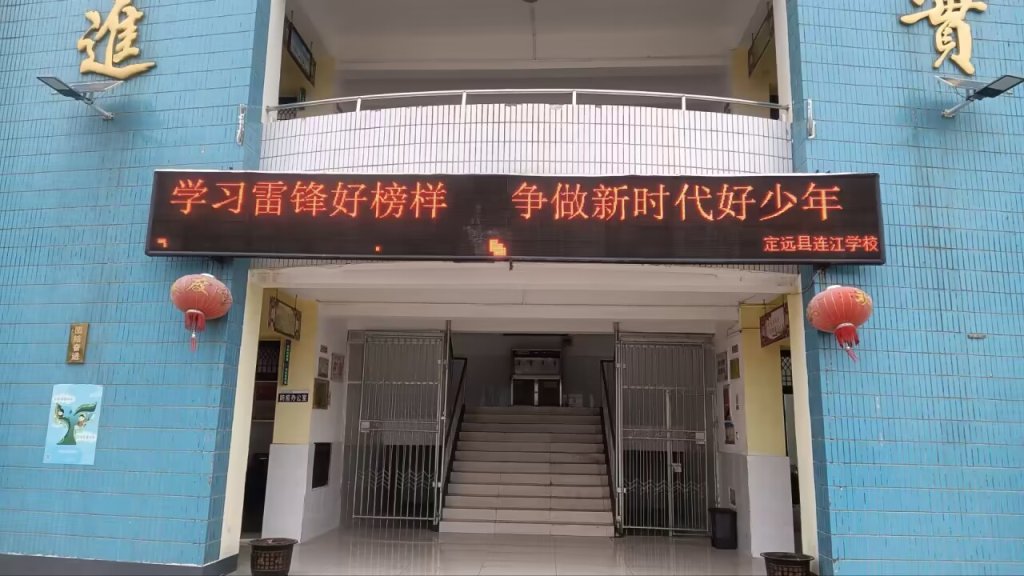 進
貴
学习雷锋好榜样 争做新时代好少年
定远县连江学校